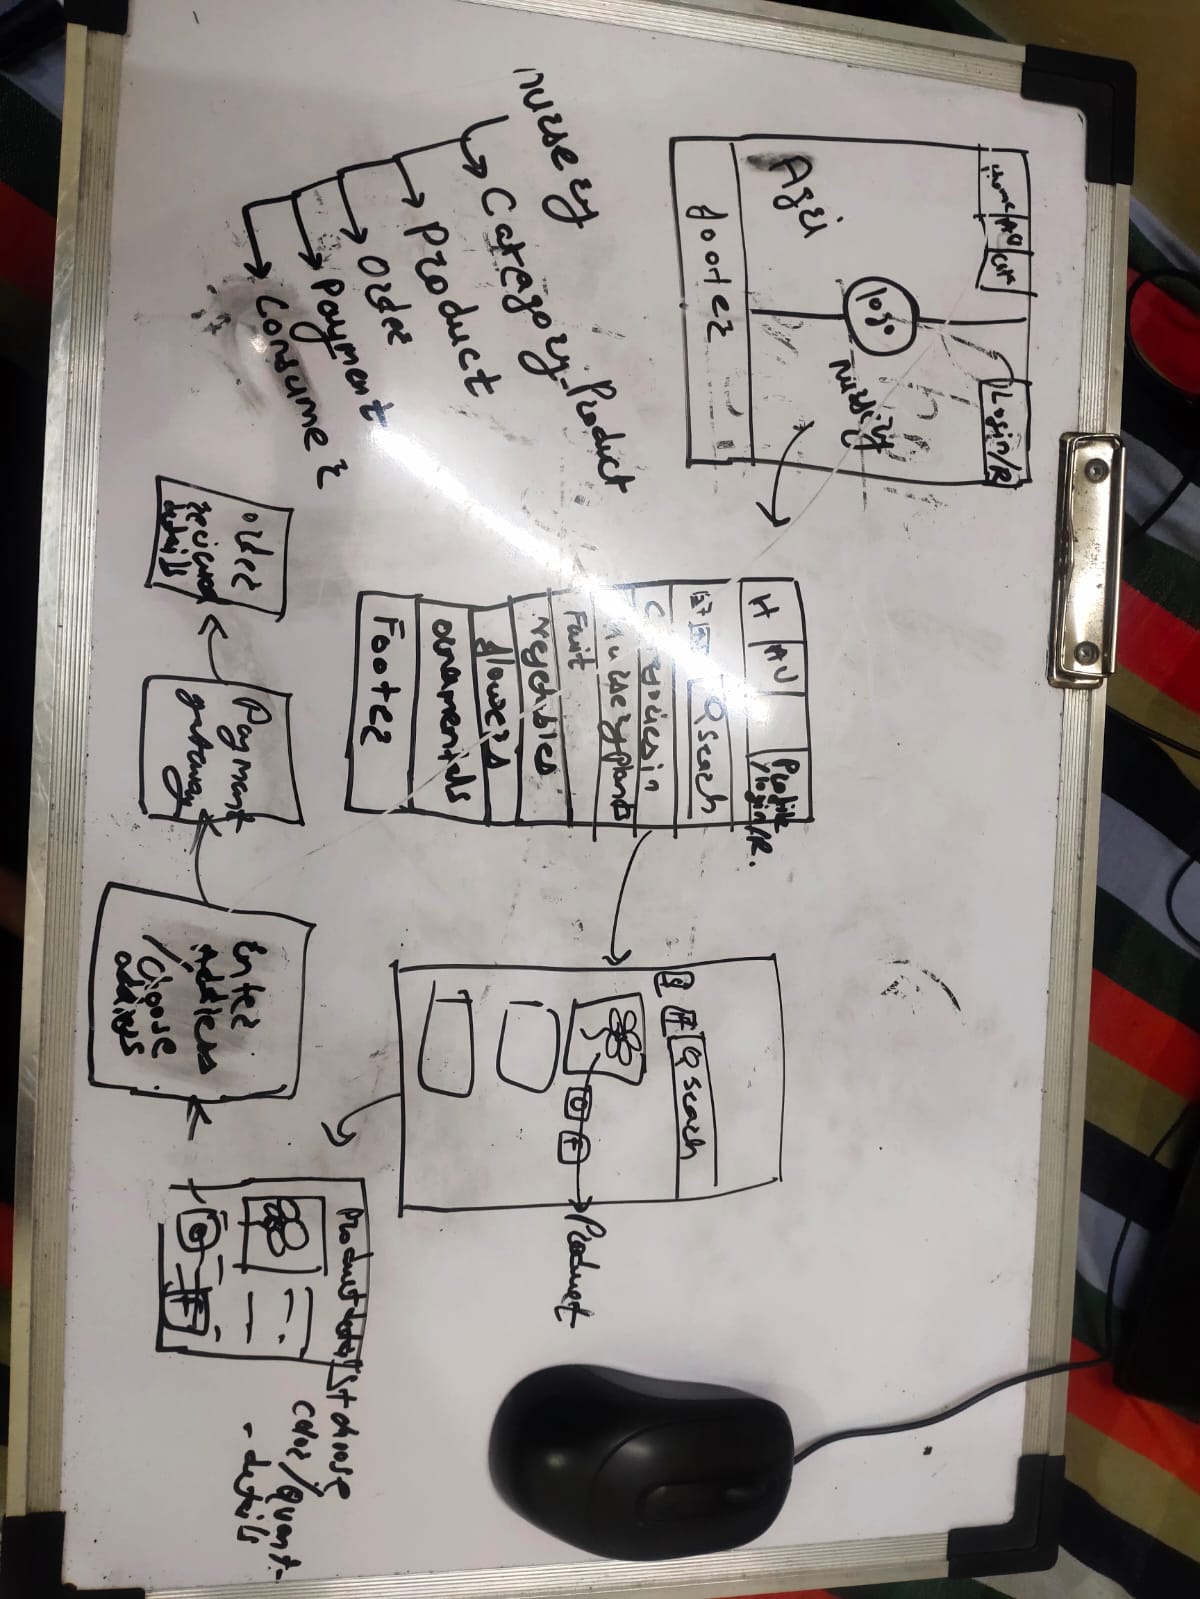 Home AU
Login/R
logo
Agri
nursery
footer
H AU Profile
/login/R.
Q search
Categories in
nursery plants
Fruit
vegetables
flowers
ornamentals
Footer
Q search
Product
nursery
Category-Product
Product
Order
Payment
Consumer
Product details + choose
color/Quant-
- details
F
Enter
Address
/choose
address
Payment
gateway
order
details